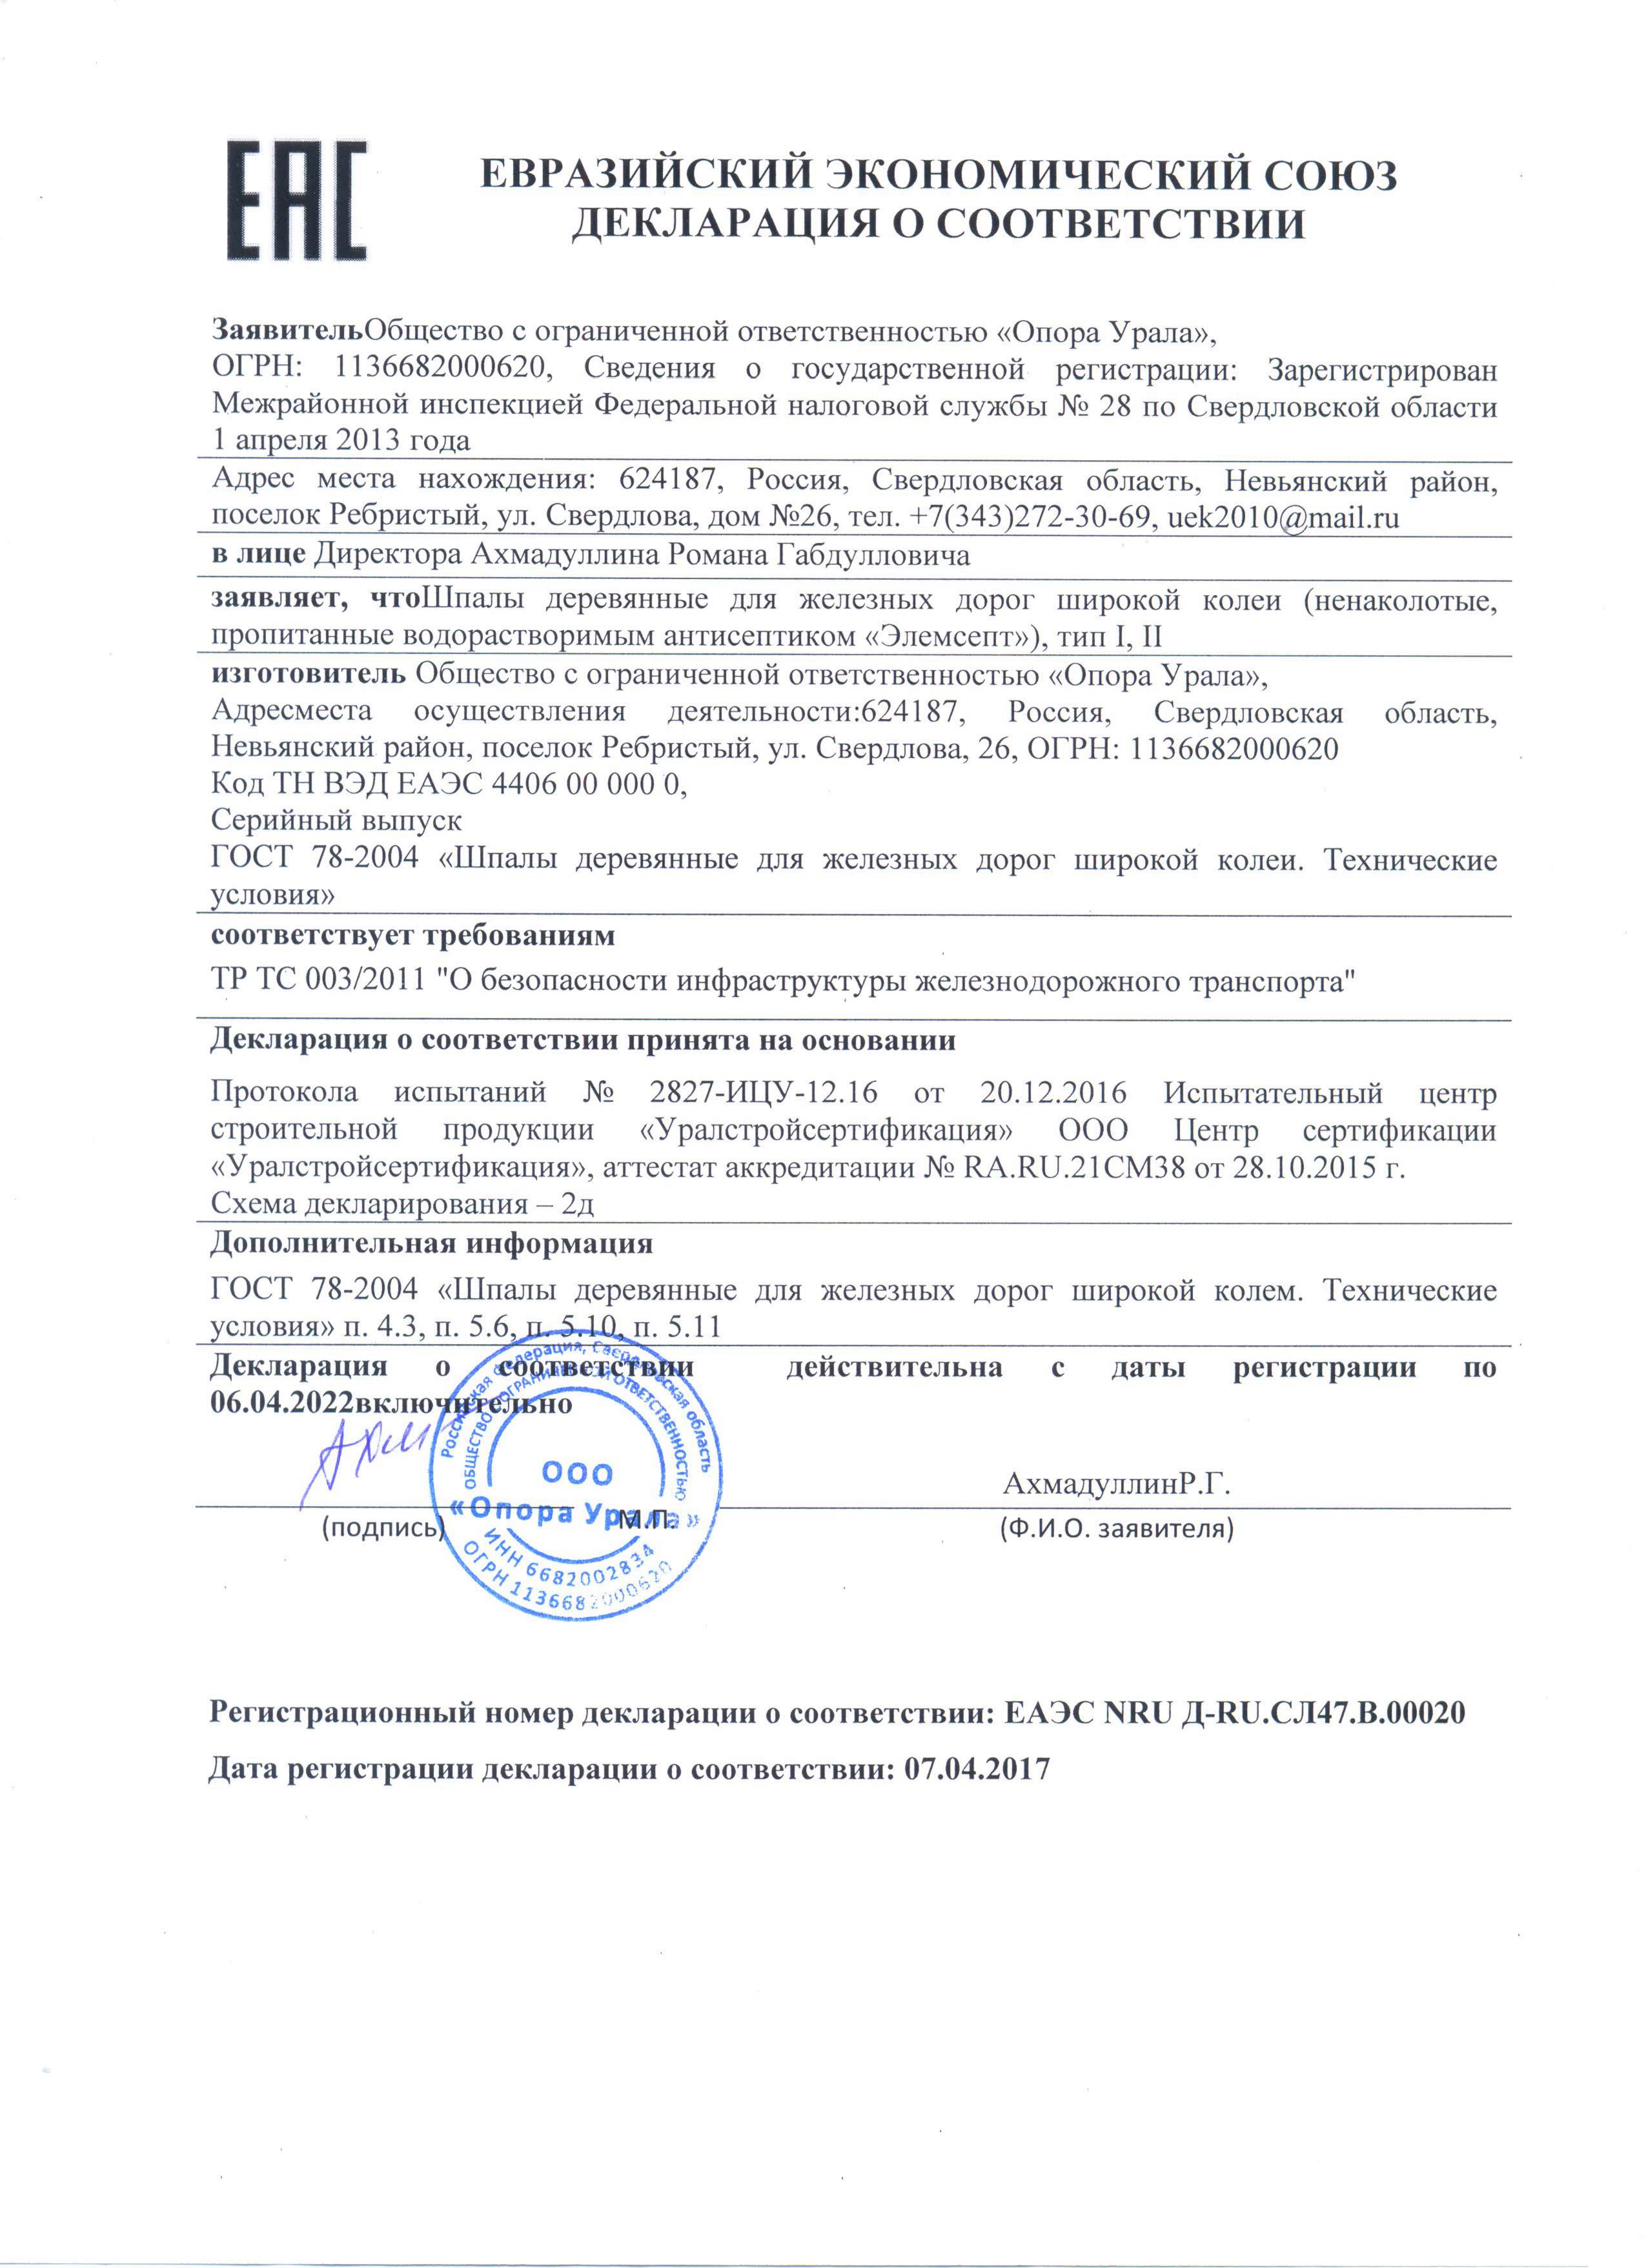 ЕАС
ЕВРАЗИЙСКИЙ ЭКОНОМИЧЕСКИЙ СОЮЗ
ДЕКЛАРАЦИЯ О СООТВЕТСТВИИ
ЗаявительОбщество с ограниченной ответственностью «Опора Урала»,
ОГРН: 1136682000620, Сведения о государственной регистрации: Зарегистрирован
Межрайонной инспекцией Федеральной налоговой службы № 28 по Свердловской области
1 апреля 2013 года
Адрес места нахождения: 624187, Россия, Свердловская область, Невьянский район,
поселок Ребристый, ул. Свердлова, дом №26, тел. +7(343)272-30-69, uek2010@mail.ru
в лице Директора Ахмадуллина Романа Габдулловича
заявляет, чтоШпалы деревянные для железных дорог широкой колеи (ненаколотые,
пропитанные водорастворимым антисептиком «Элемсепт»), тип I, II
изготовитель Общество с ограниченной ответственностью «Опора Урала»,
Адресместа осуществления деятельности:624187, Россия, Свердловская область,
Невьянский район, поселок Ребристый, ул. Свердлова, 26, ОГРН: 1136682000620
Код ТН ВЭД ЕАЭС 4406 00 000 0,
Серийный выпуск
ГОСТ 78-2004 «Шпалы деревянные для железных дорог широкой колеи. Технические
условия»
соответствует требованиям
ТР ТС 003/2011 "О безопасности инфраструктуры железнодорожного транспорта"
Декларация о соответствии принята на основании
Протокола испытаний № 2827-ИЦУ-12.16 от 20.12.2016 Испытательный центр
строительной продукции «Уралстройсертификация» ООО Центр сертификации
«Уралстройсертификация», аттестат аккредитации № RA.RU.21СМ38 от 28.10.2015 г.
Схема декларирования – 2д
Дополнительная информация
ГОСТ 78-2004 «Шпалы деревянные для железных дорог широкой колем. Технические
условия» п. 4.3, п. 5.6, п. 5.10, п. 5.11
Декларация о соответствии действительна с даты регистрации по
06.04.2022включительно
Российская Федерация, Свердловская область
ОБЩЕСТВО С ОГРАНИЧЕННОЙ ОТВЕТСТВЕННОСТЬЮ
ООО
«Опора Урала»
ИНН 6682002834
ОГРН 1136682000620
АхмадуллинР.Г.
(подпись)
М.П.
(Ф.И.О. заявителя)
Регистрационный номер декларации о соответствии: ЕАЭС NRU Д-RU.СЛ47.В.00020
Дата регистрации декларации о соответствии: 07.04.2017